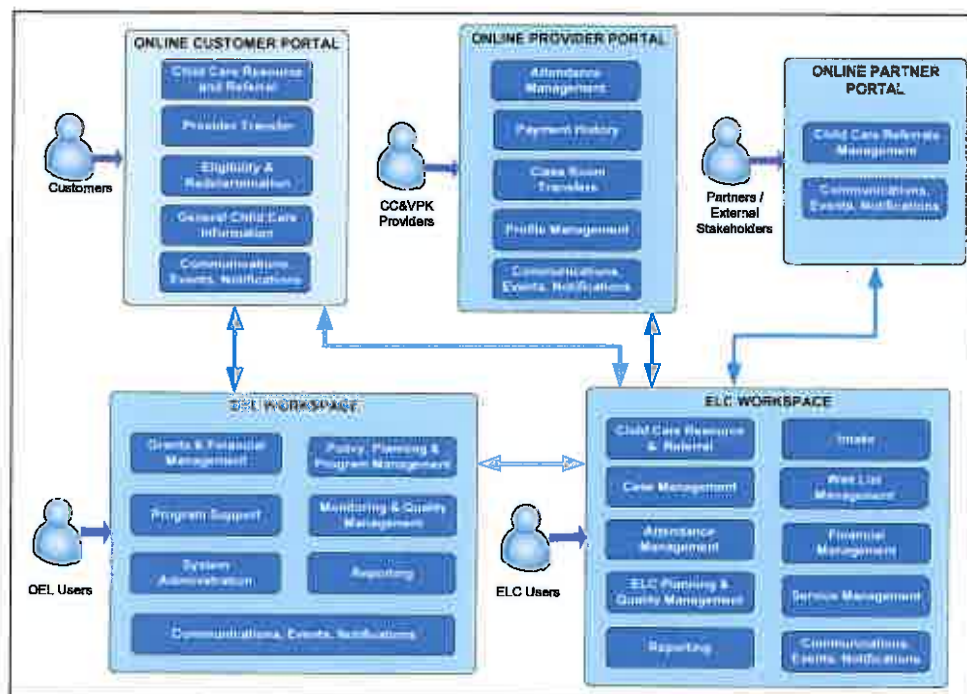 ONLINE CUSTOMER PORTAL
Child Care Resource
and Referral
Provider Transfer
Eligibility &
Redetermination
General Child Care
Information
Communications,
Events, Notifications
Customers
ONLINE PROVIDER PORTAL
Attendance
Management
Payment History
Class Room
Transfers
Profile Management
Communications,
Events, Notifications
CC&VPK
Providers
ONLINE PARTNER
PORTAL
Child Care Referrals
Management
Communications,
Events, Notifications
Partners /
External
Stakeholders
OEL WORKSPACE
Grants & Financial
Management
Policy, Planning &
Program Management
Program Support
Monitoring & Quality
Management
System
Administration
Reporting
Communications, Events, Notifications
OEL Users
ELC WORKSPACE
Child Care Resource
& Referral
Intake
Case Management
Wait List
Management
Attendance
Management
Financial
Management
ELC Planning &
Quality Management
Service Management
Reporting
Communications,
Events, Notifications
ELC Users